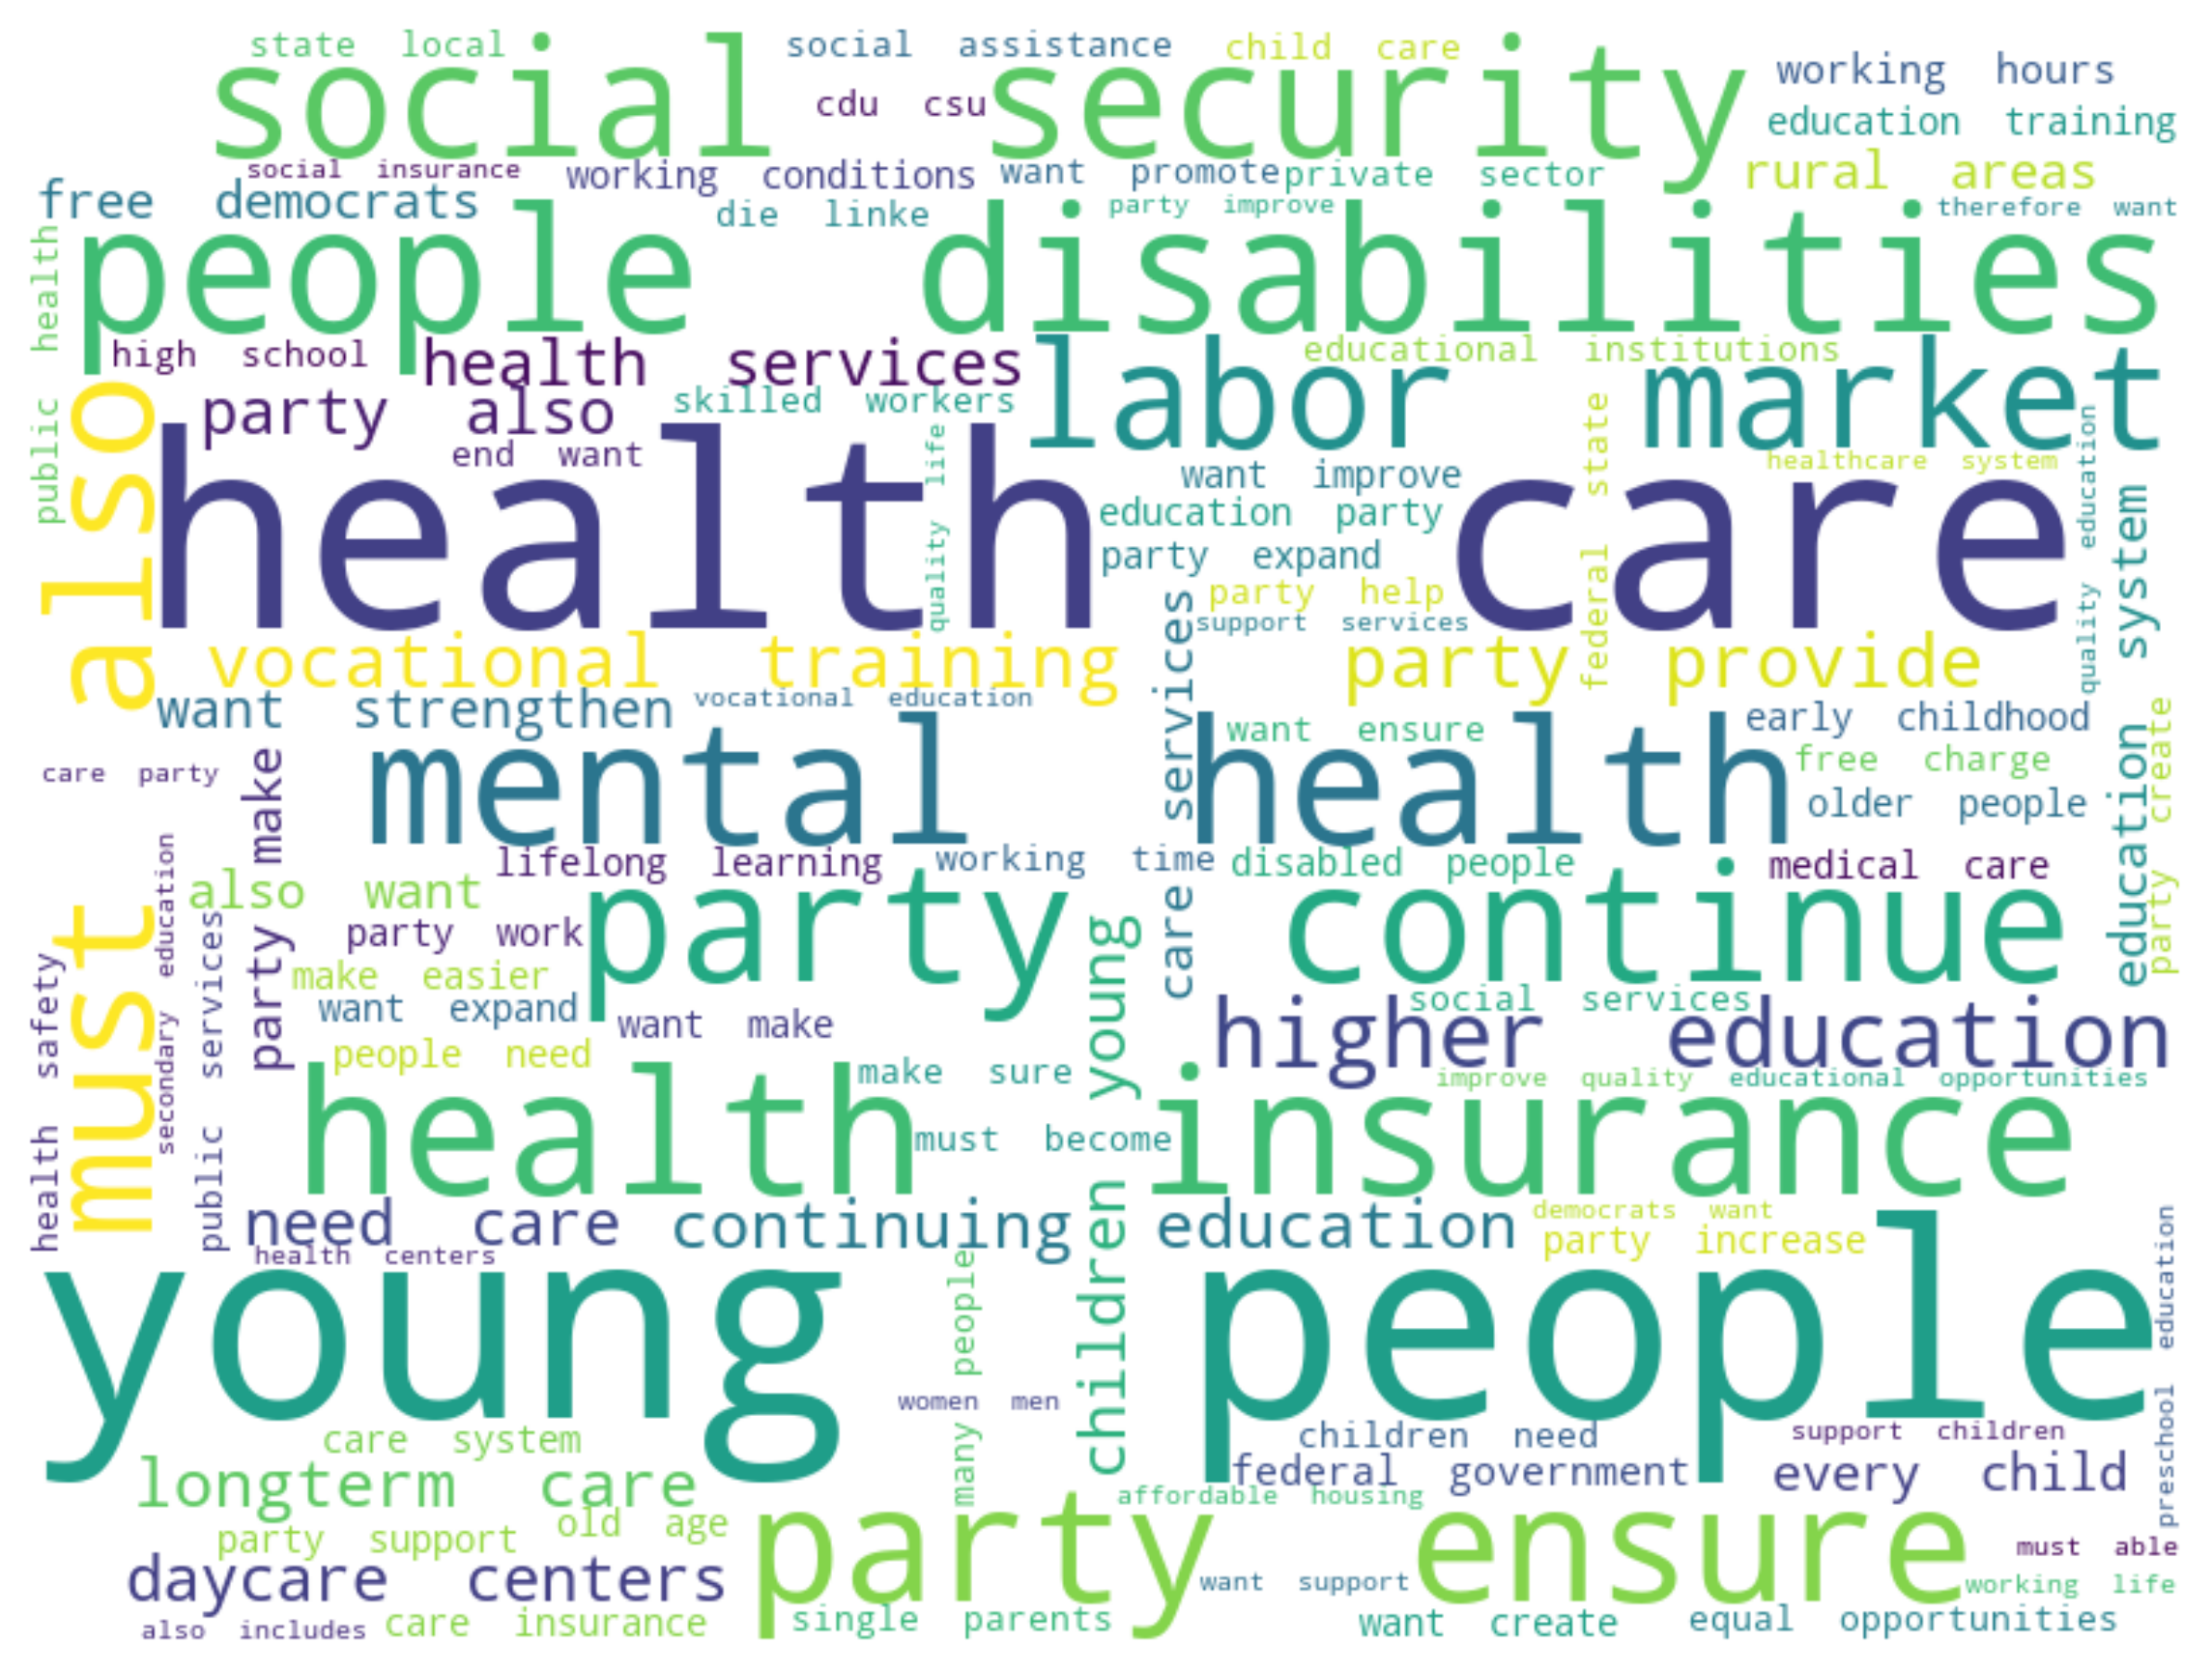 state local
social assistance
child care
social security
working hours
cdu csu
education training
social insurance
working conditions
want promote
private sector
rural areas
free democrats
die linke
party improve
therefore want
people disabilities
public health
high school
health services
educational institutions
labor market
also must
party also
skilled workers
federal state
quality education
end want
quality life
want improve
healthcare system
health care
education party
education system
party expand
party help
care services
support services
vocational training
party provide
want strengthen
vocational education
early childhood
want ensure
mental health
free charge
party create
care party
party make
older people
lifelong learning
working time
disabled people
medical care
secondary education
also want
party continue
party work
public services
children young
health safety
make easier
want expand
social services
want make
higher education
people need
make sure
improve quality
educational opportunities
health insurance
must become
need care
continuing education
democrats want
party increase
health centers
many people
preschool education
young people
women men
care system
children need
support children
longterm care
federal government
every child
affordable housing
party support
old age
party ensure
must able
daycare centers
want support
working life
also includes
care insurance
single parents
want create
equal opportunities